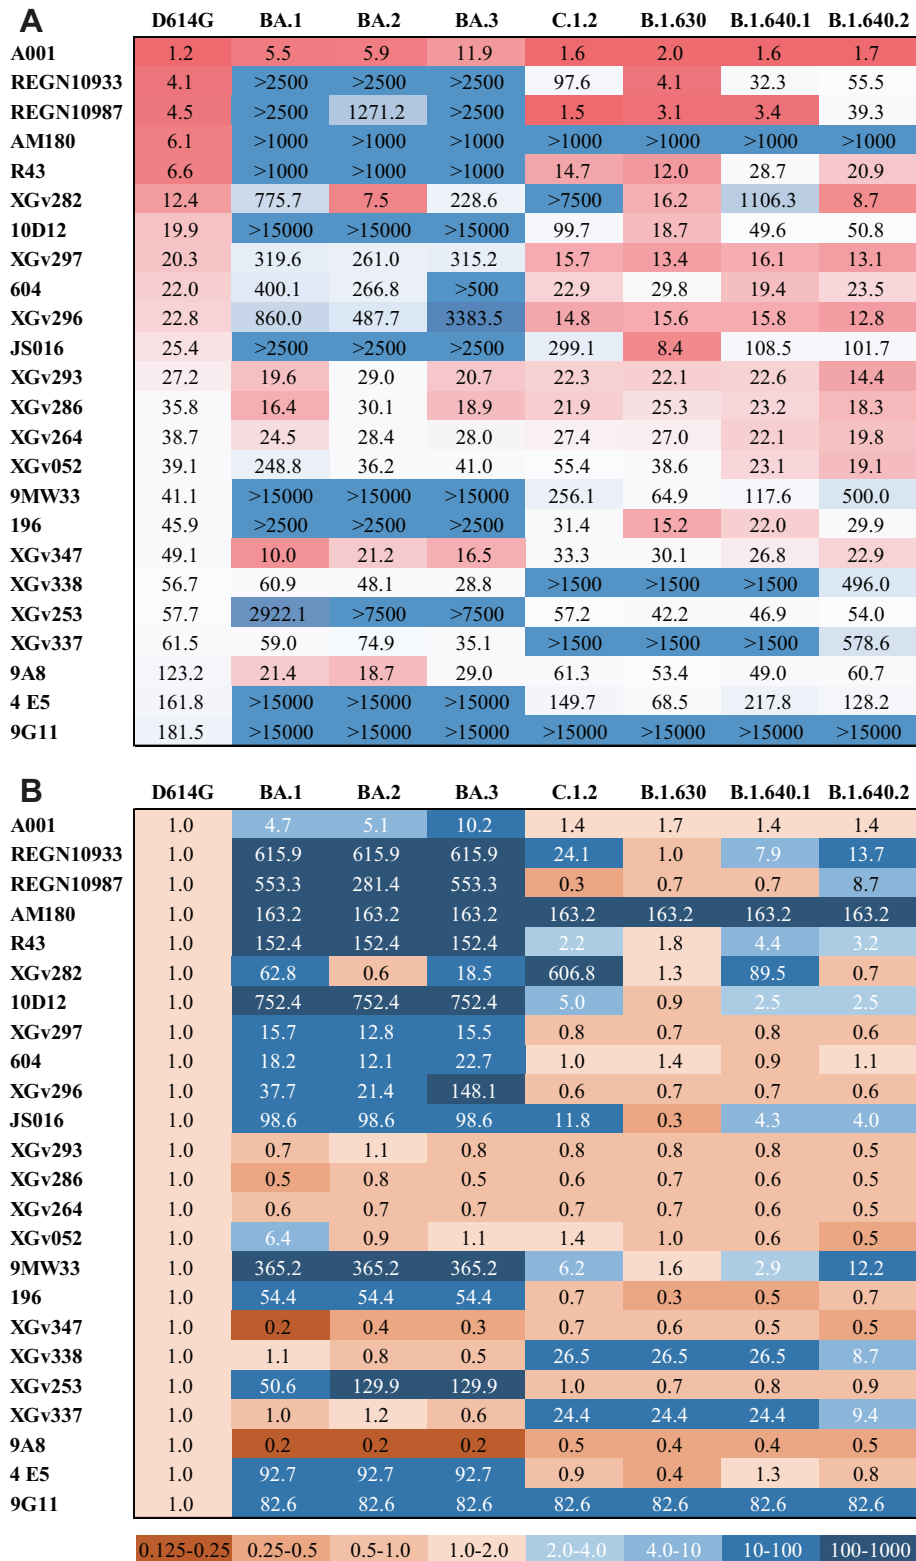 A D614G BA.1 BA.2 BA.3 C.1.2 B.1.630 B.1.640.1 B.1.640.2
A001 1.2 5.5 5.9 11.9 1.6 2.0 1.6 1.7
REGN10933 4.1 >2500 >2500 >2500 97.6 4.1 32.3 55.5
REGN10987 4.5 >2500 1271.2 >2500 1.5 3.1 3.4 39.3
AM180 6.1 >1000 >1000 >1000 >1000 >1000 >1000 >1000
R43 6.6 >1000 >1000 >1000 14.7 12.0 28.7 20.9
XGv282 12.4 775.7 7.5 228.6 >7500 16.2 1106.3 8.7
10D12 19.9 >15000 >15000 >15000 99.7 18.7 49.6 50.8
XGv297 20.3 319.6 261.0 315.2 15.7 13.4 16.1 13.1
604 22.0 400.1 266.8 >500 22.9 29.8 19.4 23.5
XGv296 22.8 860.0 487.7 3383.5 14.8 15.6 15.8 12.8
JS016 25.4 >2500 >2500 >2500 299.1 8.4 108.5 101.7
XGv293 27.2 19.6 29.0 20.7 22.3 22.1 22.6 14.4
XGv286 35.8 16.4 30.1 18.9 21.9 25.3 23.2 18.3
XGv264 38.7 24.5 28.4 28.0 27.4 27.0 22.1 19.8
XGv052 39.1 248.8 36.2 41.0 55.4 38.6 23.1 19.1
9MW33 41.1 >15000 >15000 >15000 256.1 64.9 117.6 500.0
196 45.9 >2500 >2500 >2500 31.4 15.2 22.0 29.9
XGv347 49.1 10.0 21.2 16.5 33.3 30.1 26.8 22.9
XGv338 56.7 60.9 48.1 28.8 >1500 >1500 >1500 496.0
XGv253 57.7 2922.1 >7500 >7500 57.2 42.2 46.9 54.0
XGv337 61.5 59.0 74.9 35.1 >1500 >1500 >1500 578.6
9A8 123.2 21.4 18.7 29.0 61.3 53.4 49.0 60.7
4 E5 161.8 >15000 >15000 >15000 149.7 68.5 217.8 128.2
9G11 181.5 >15000 >15000 >15000 >15000 >15000 >15000 >15000
B D614G BA.1 BA.2 BA.3 C.1.2 B.1.630 B.1.640.1 B.1.640.2
A001 1.0 4.7 5.1 10.2 1.4 1.7 1.4 1.4
REGN10933 1.0 615.9 615.9 615.9 24.1 1.0 7.9 13.7
REGN10987 1.0 553.3 281.4 553.3 0.3 0.7 0.7 8.7
AM180 1.0 163.2 163.2 163.2 163.2 163.2 163.2 163.2
R43 1.0 152.4 152.4 152.4 2.2 1.8 4.4 3.2
XGv282 1.0 62.8 0.6 18.5 606.8 1.3 89.5 0.7
10D12 1.0 752.4 752.4 752.4 5.0 0.9 2.5 2.5
XGv297 1.0 15.7 12.8 15.5 0.8 0.7 0.8 0.6
604 1.0 18.2 12.1 22.7 1.0 1.4 0.9 1.1
XGv296 1.0 37.7 21.4 148.1 0.6 0.7 0.7 0.6
JS016 1.0 98.6 98.6 98.6 11.8 0.3 4.3 4.0
XGv293 1.0 0.7 1.1 0.8 0.8 0.8 0.8 0.5
XGv286 1.0 0.5 0.8 0.5 0.6 0.7 0.6 0.5
XGv264 1.0 0.6 0.7 0.7 0.7 0.7 0.6 0.5
XGv052 1.0 6.4 0.9 1.1 1.4 1.0 0.6 0.5
9MW33 1.0 365.2 365.2 365.2 6.2 1.6 2.9 12.2
196 1.0 54.4 54.4 54.4 0.7 0.3 0.5 0.7
XGv347 1.0 0.2 0.4 0.3 0.7 0.6 0.5 0.5
XGv338 1.0 1.1 0.8 0.5 26.5 26.5 26.5 8.7
XGv253 1.0 50.6 129.9 129.9 1.0 0.7 0.8 0.9
XGv337 1.0 1.0 1.2 0.6 24.4 24.4 24.4 9.4
9A8 1.0 0.2 0.2 0.2 0.5 0.4 0.4 0.5
4 E5 1.0 92.7 92.7 92.7 0.9 0.4 1.3 0.8
9G11 1.0 82.6 82.6 82.6 82.6 82.6 82.6 82.6
0.125-0.25 0.25-0.5 0.5-1.0 1.0-2.0 2.0-4.0 4.0-10 10-100 100-1000